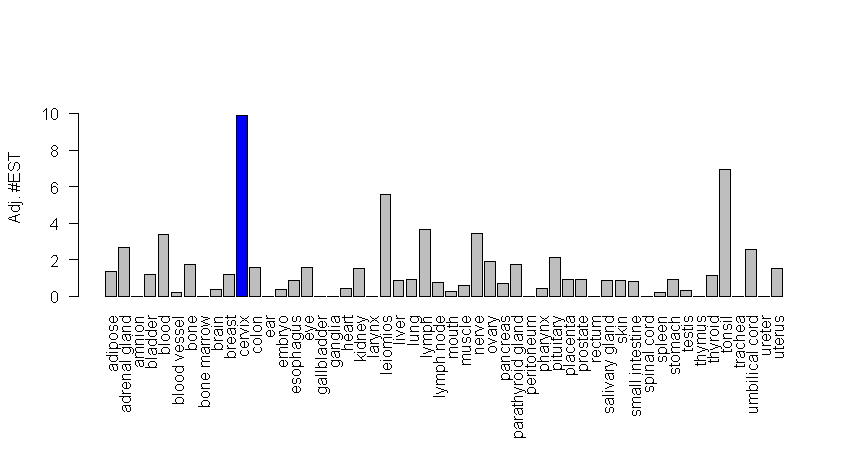 Adj. #EST
10
8
6
4
2
0
adipose
adrenal gland
amnion
bladder
blood
blood vessel
bone
bone marrow
brain
breast
cervix
colon
ear
embryo
esophagus
eye
gallbladder
ganglia
heart
kidney
larynx
leiomios
liver
lung
lymph
lymph node
mouth
muscle
nerve
ovary
pancreas
parathyroid gland
peritoneum
pharynx
pituitary
placenta
prostate
rectum
salivary gland
skin
small intestine
spinal cord
spleen
stomach
testis
thymus
thyroid
tonsil
trachea
umbilical cord
ureter
uterus